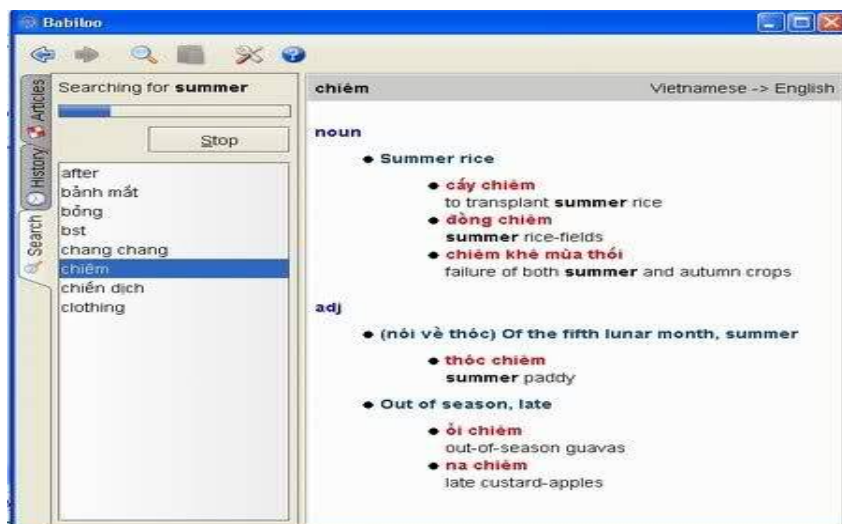 Babiloo
Searching for summer
Stop
Articles
History
Search
after
bảnh mắt
bổng
bst
chang chang
chiêm
chiến dịch
clothing
chiêm Vietnamese -> English
noun
Summer rice
cấy chiêm
to transplant summer rice
đồng chiêm
summer rice-fields
chiêm khê mùa thối
failure of both summer and autumn crops
adj
(nói về thóc) Of the fifth lunar month, summer
thóc chiêm
summer paddy
Out of season, late
ổi chiêm
out-of-season guavas
na chiêm
late custard-apples